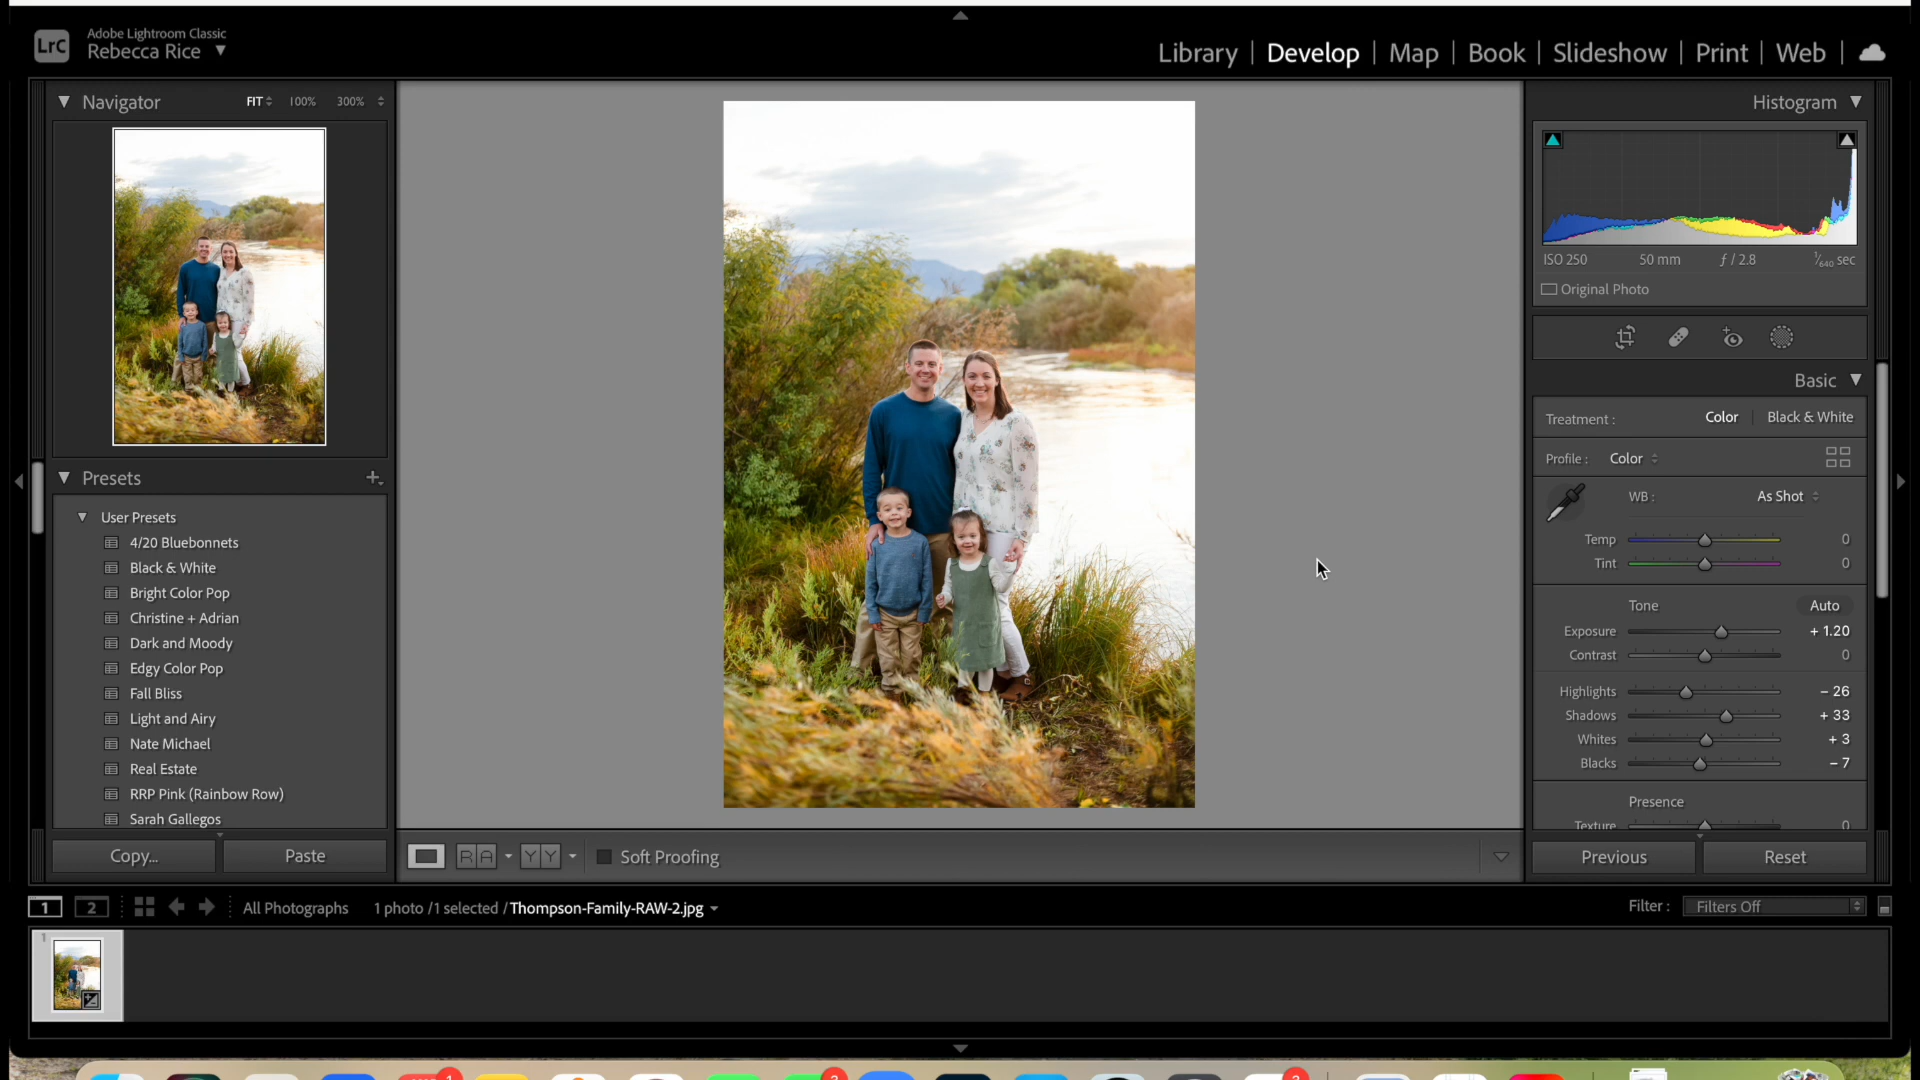 LrC
Adobe Lightroom Classic
Rebecca Rice
Library | Develop | Map | Book | Slideshow | Print | Web |
Navigator
FIT 100% 300%
Presets
User Presets
4/20 Bluebonnets
Black & White
Bright Color Pop
Christine + Adrian
Dark and Moody
Edgy Color Pop
Fall Bliss
Light and Airy
Nate Michael
Real Estate
RRP Pink (Rainbow Row)
Sarah Gallegos
Copy...
Paste
R A
Y Y
Soft Proofing
Histogram
ISO 250 50 mm ƒ / 2.8 1/640 sec
Original Photo
Basic
Treatment : Color Black & White
Profile : Color
WB : As Shot
Temp 0
Tint 0
Tone Auto
Exposure + 1.20
Contrast 0
Highlights – 26
Shadows + 33
Whites + 3
Blacks – 7
Presence
Texture 0
Previous
Reset
1 2 All Photographs 1 photo /1 selected /Thompson-Family-RAW-2.jpg
Filter : Filters Off
1
1
3